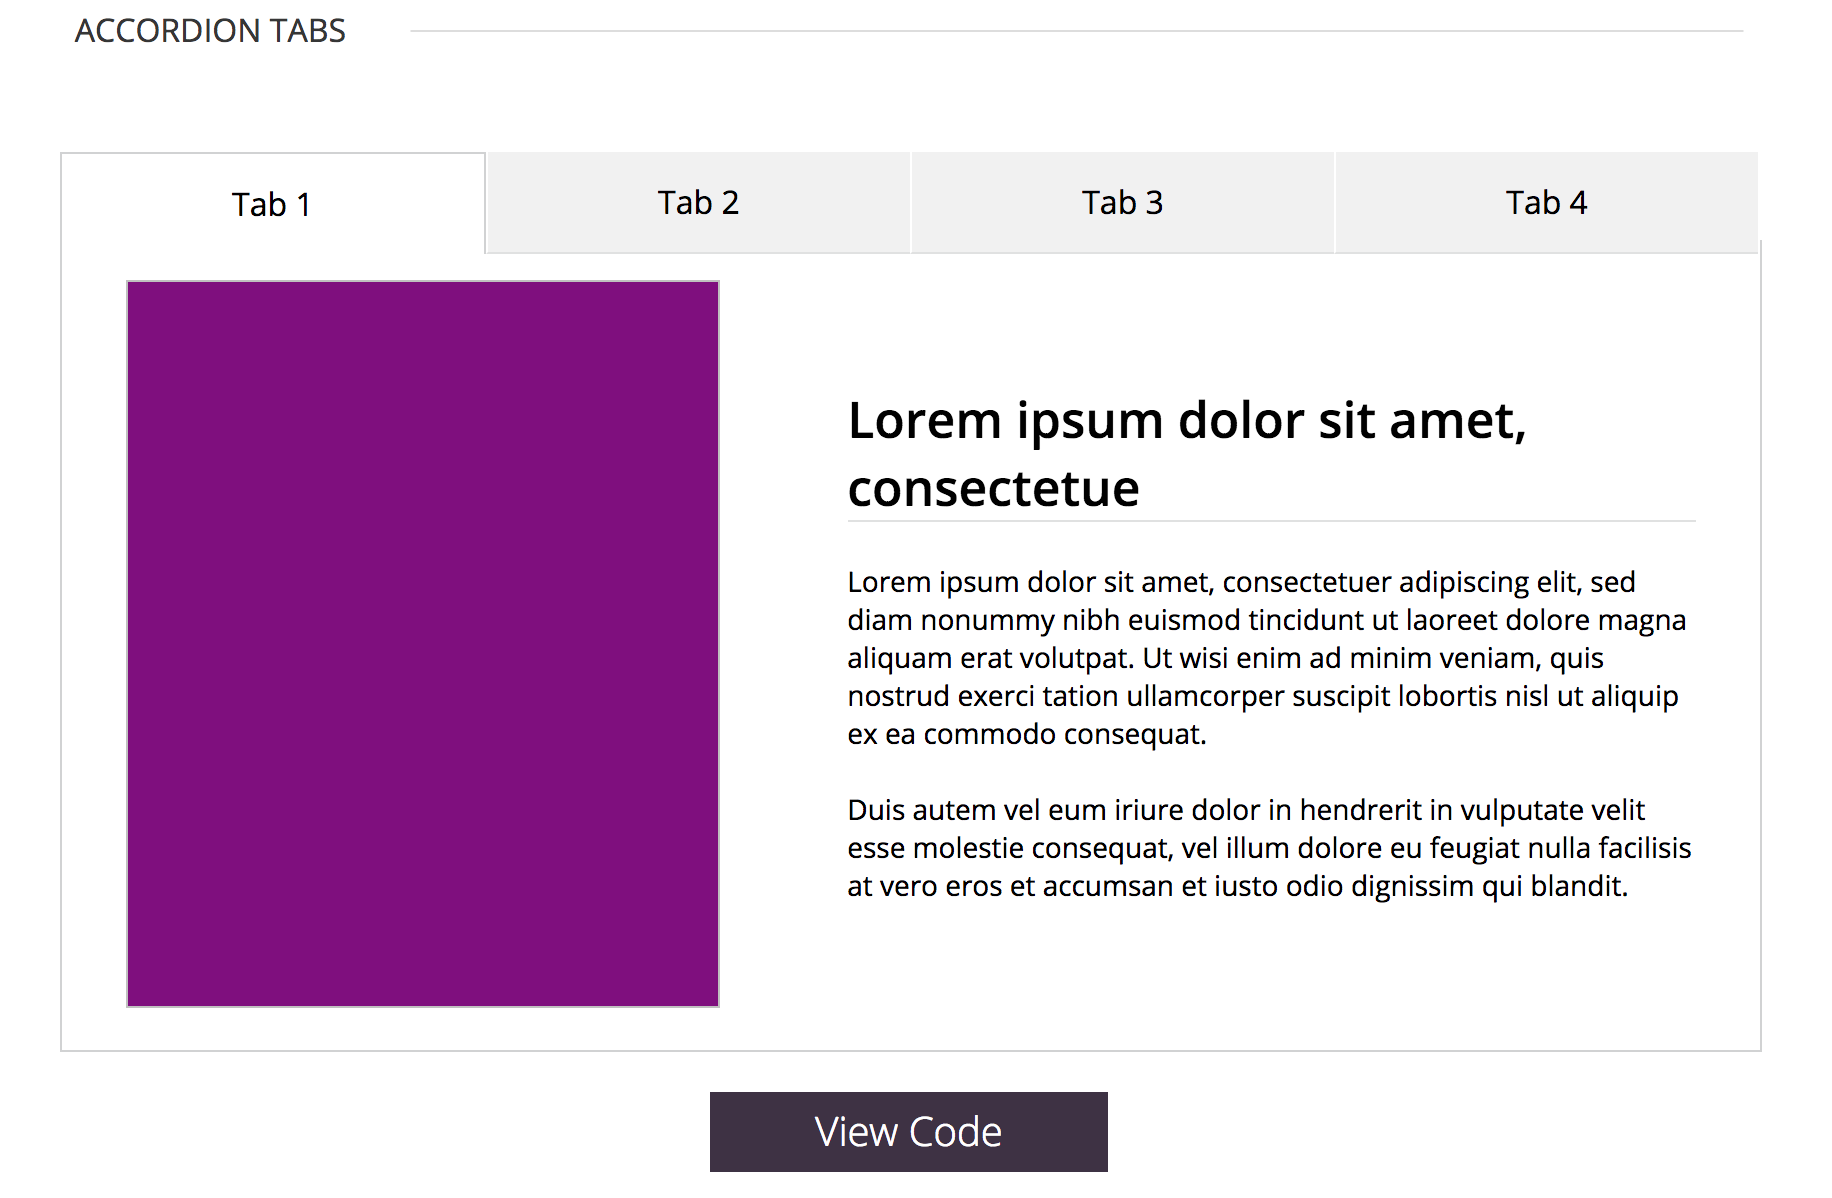 ACCORDION TABS
Tab 1
Tab 2
Tab 3
Tab 4
Lorem ipsum dolor sit amet,
consectetue
Lorem ipsum dolor sit amet, consectetuer adipiscing elit, sed
diam nonummy nibh euismod tincidunt ut laoreet dolore magna
aliquam erat volutpat. Ut wisi enim ad minim veniam, quis
nostrud exerci tation ullamcorper suscipit lobortis nisl ut aliquip
ex ea commodo consequat.
Duis autem vel eum iriure dolor in hendrerit in vulputate velit
esse molestie consequat, vel illum dolore eu feugiat nulla facilisis
at vero eros et accumsan et iusto odio dignissim qui blandit.
View Code